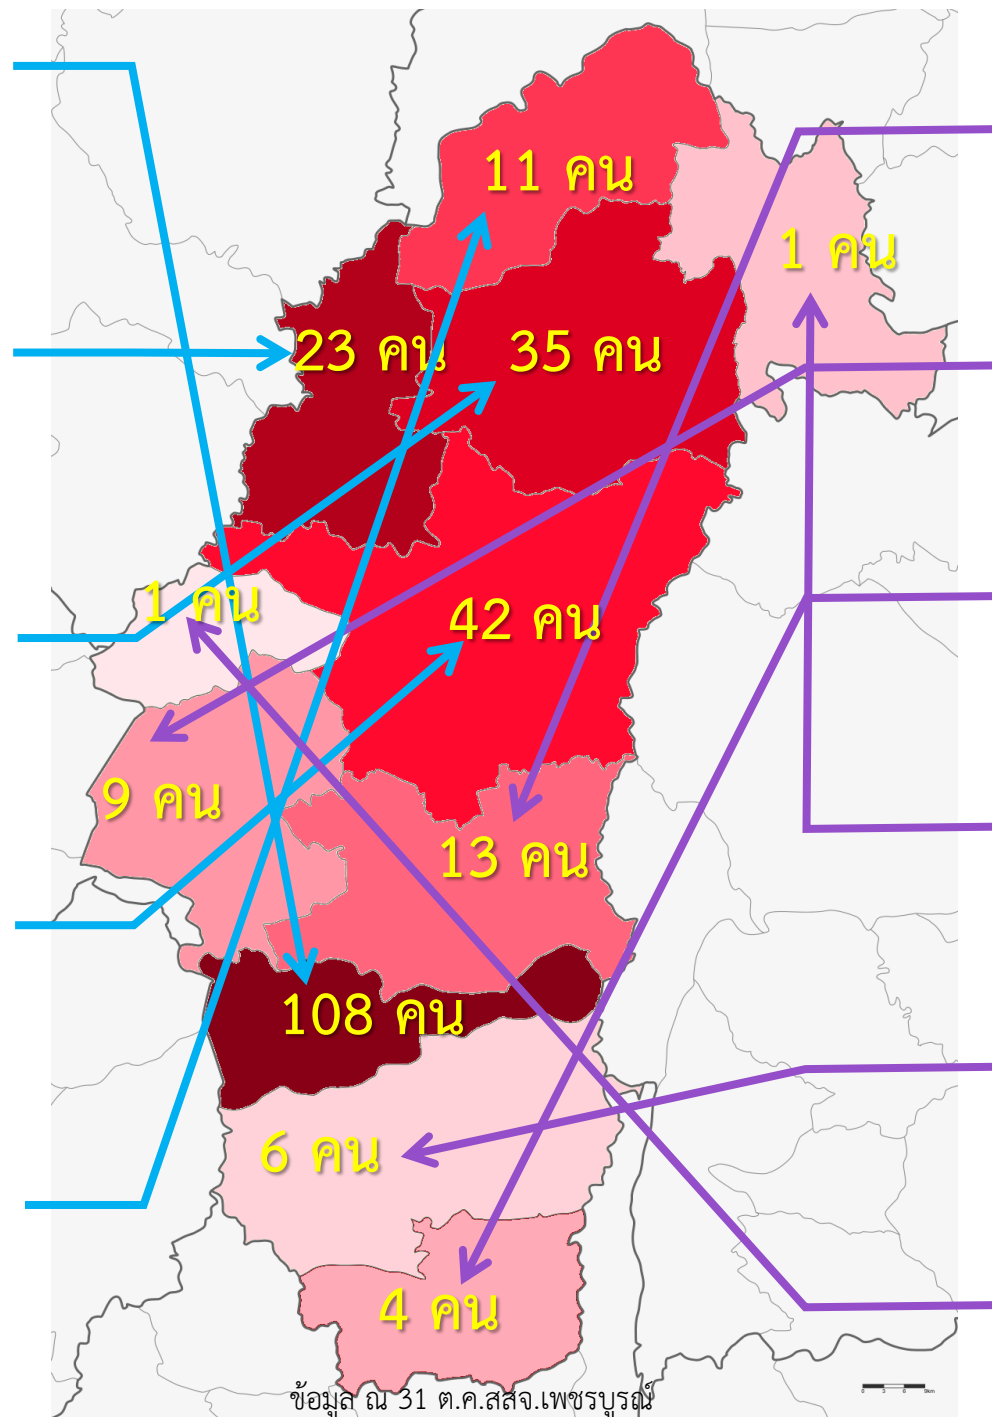 11 คน
1 คน
23 คน
35 คน
1 คน
42 คน
9 คน
13 คน
108 คน
6 คน
4 คน
ข้อมูล ณ 31 ต.ค.สสจ.เพชรบูรณ์